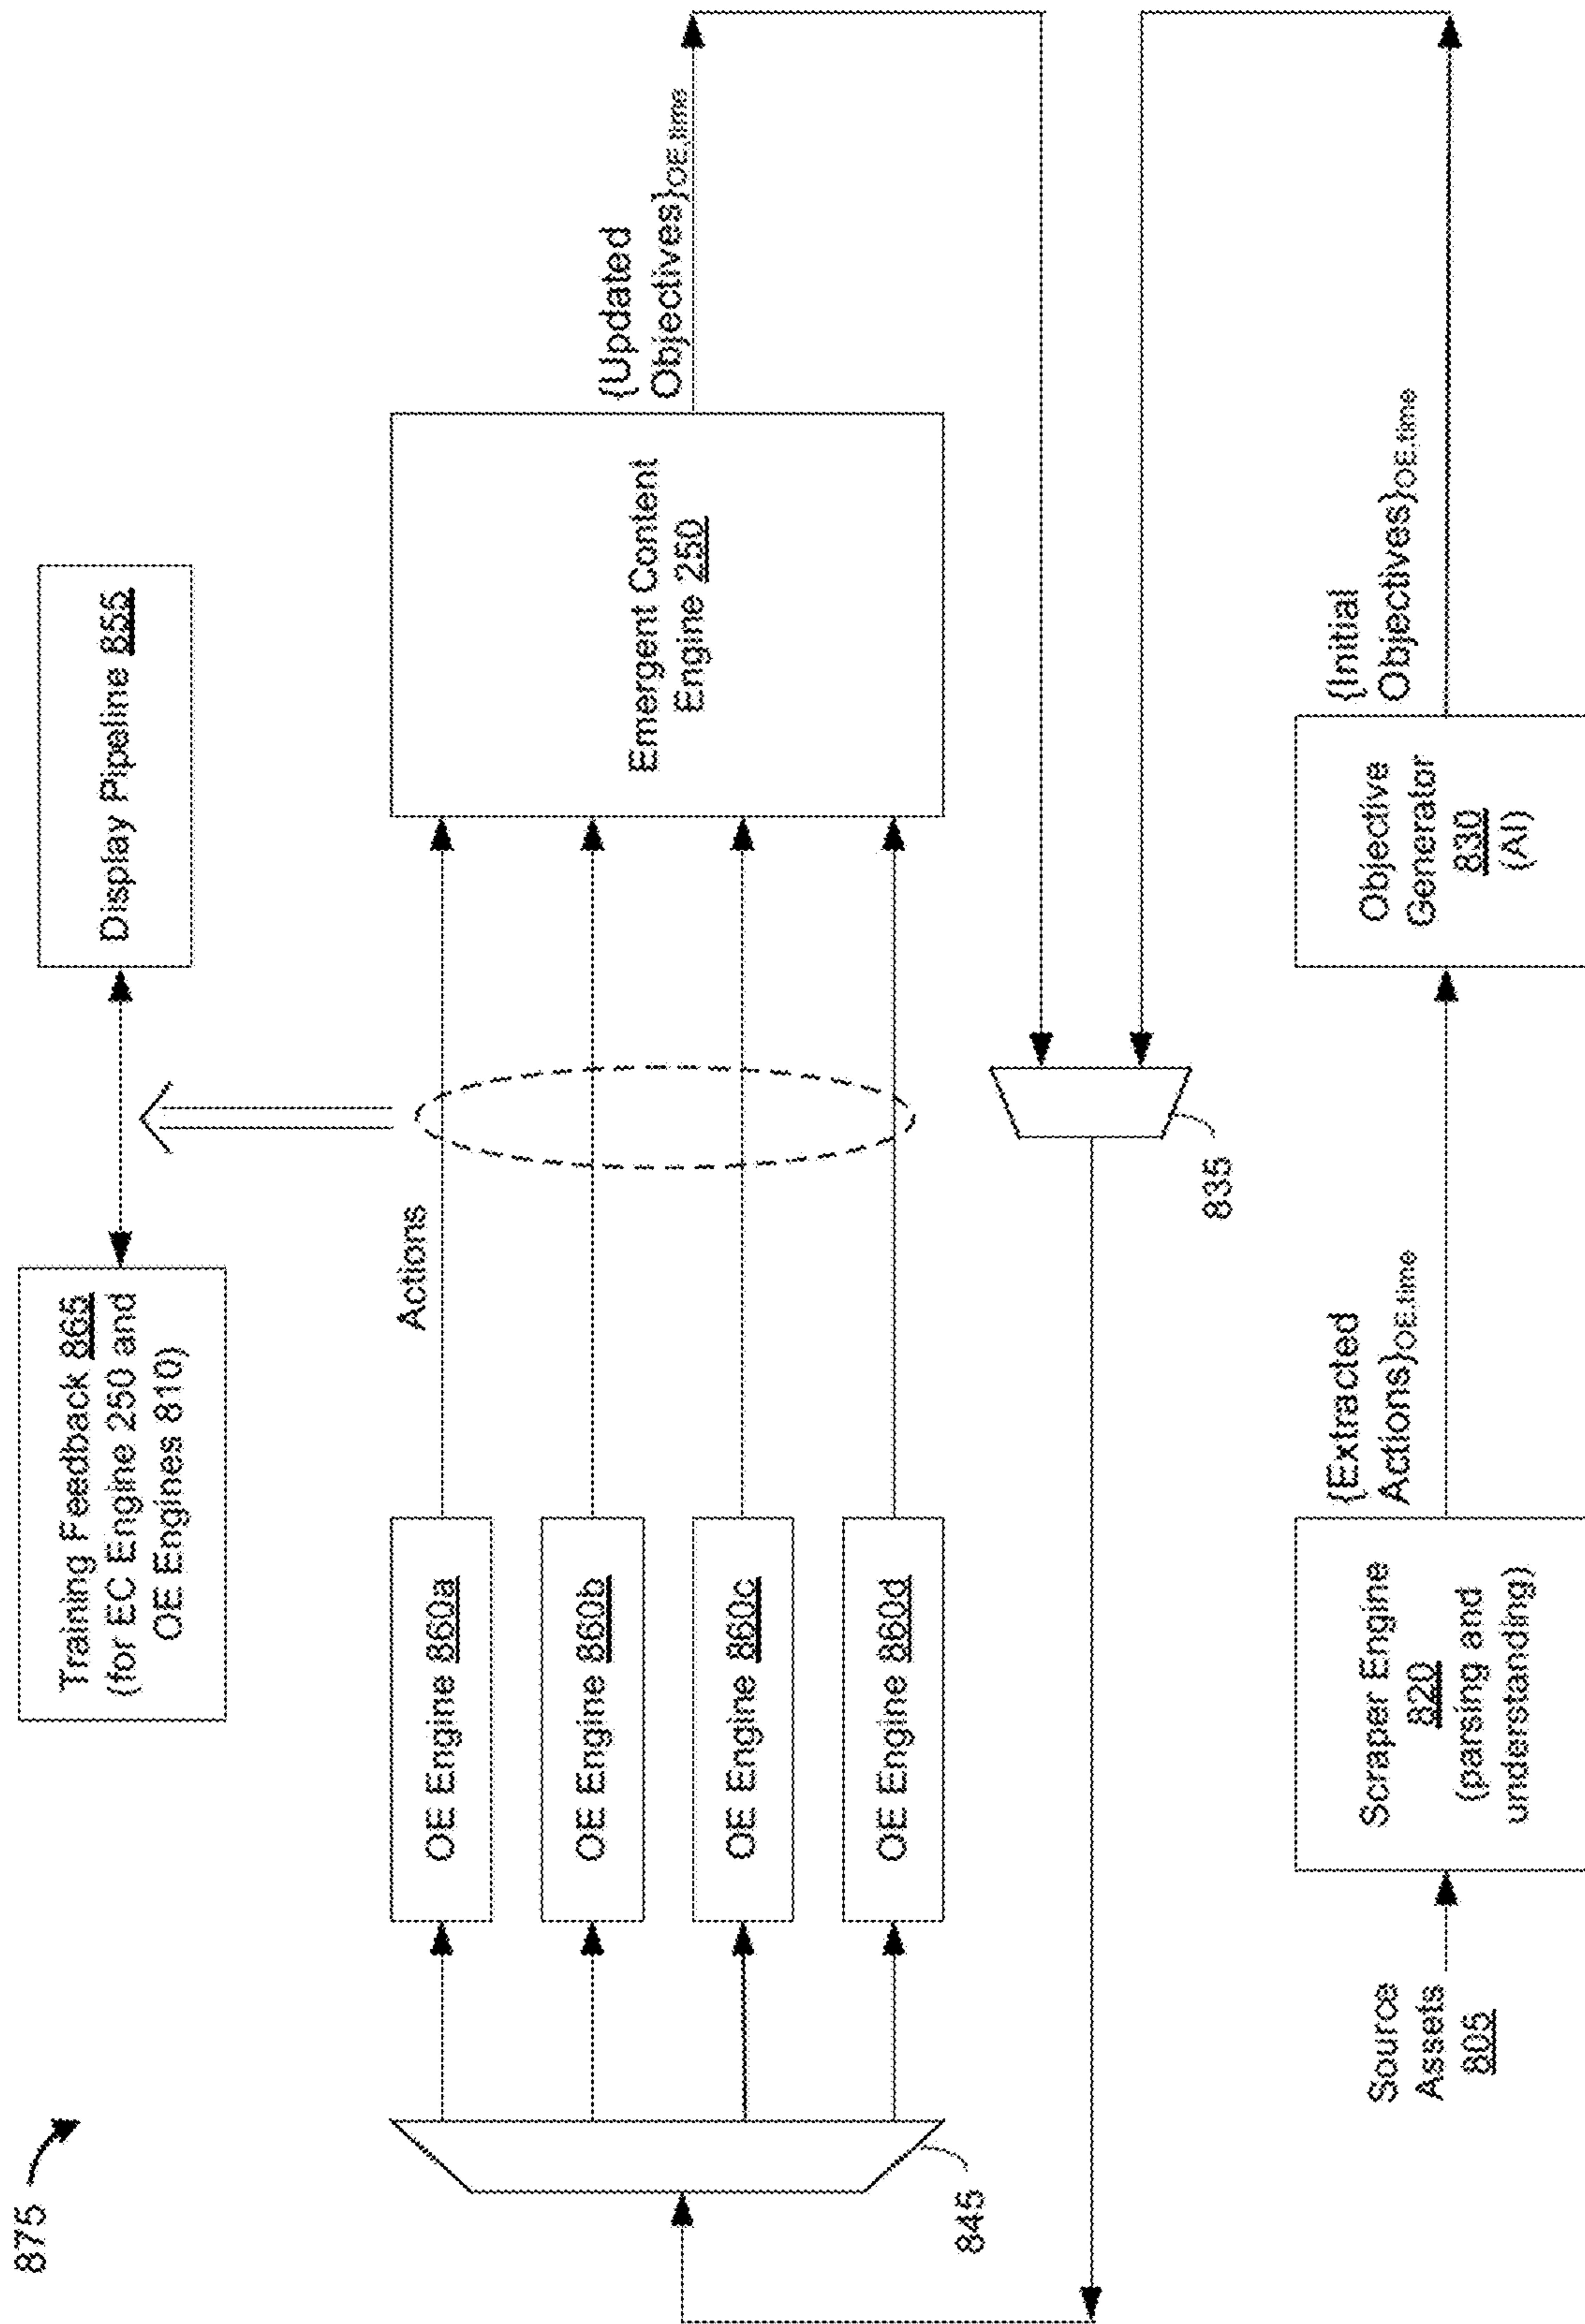 875
Training Feedback 865
(for EC Engine 250 and
OE Engines 810)
Display Pipeline 855
Actions
OE Engine 860a
OE Engine 860b
OE Engine 860c
OE Engine 860d
Emergent Content
Engine 250
{Updated
Objectives}OE,time
845
835
Source
Assets
805
Scraper Engine
820
(parsing and
understanding)
{Extracted
Actions}OE,time
Objective
Generator
830
(AI)
{Initial
Objectives}OE,time